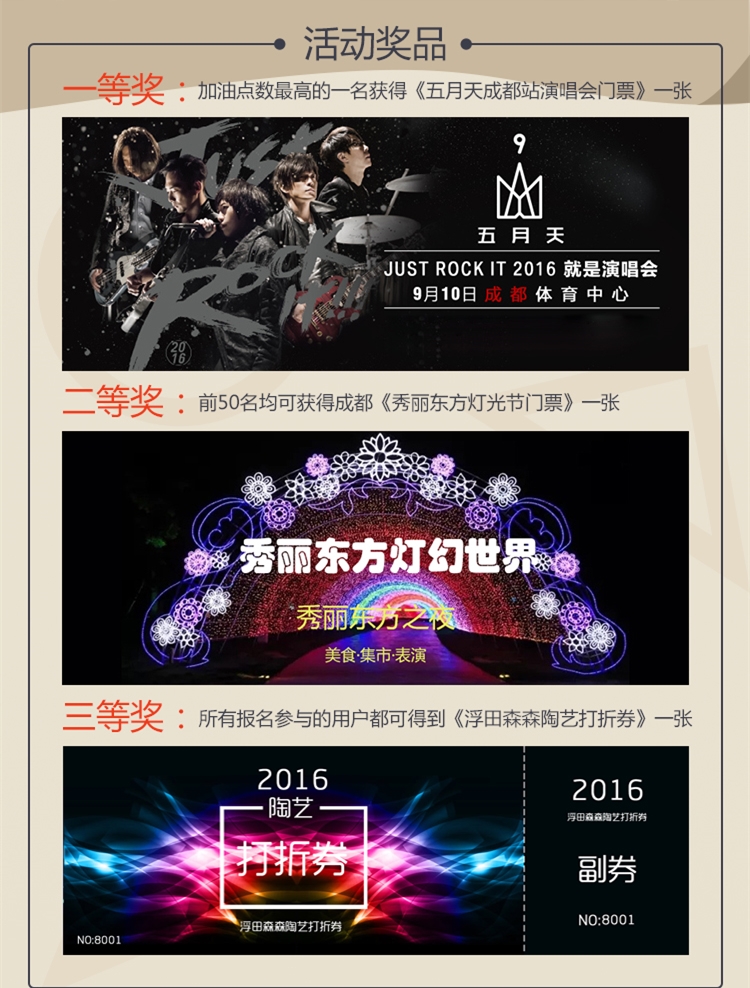 活动奖品
一等奖：加油点数最高的一名获得《五月天成都站演唱会门票》一张
Just
Rock
it!!!
2016
9
五月天
JUST ROCK IT 2016 就是演唱会
9月10日 成都体育中心
二等奖：前50名均可获得成都《秀丽东方灯光节门票》一张
秀丽东方灯幻世界
秀丽东方之夜
美食·集市·表演
三等奖：所有报名参与的用户都可得到《浮田森森陶艺打折券》一张
2016
陶艺
打折券
浮田森森陶艺打折券
NO:8001
2016
浮田森森陶艺打折券
副券
NO:8001